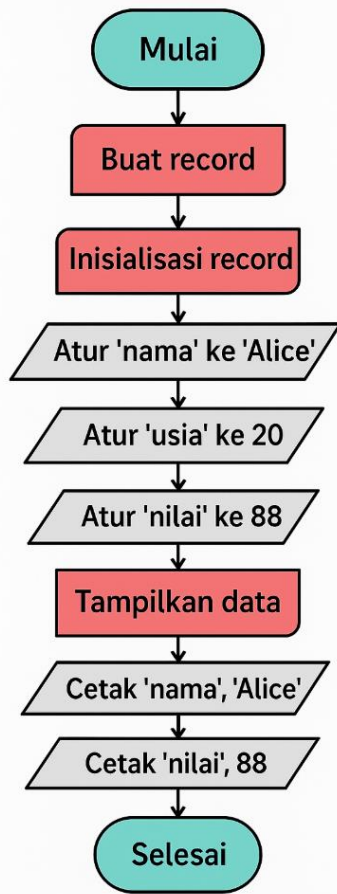 Mulai
Buat record
Inisialisasi record
Atur 'nama' ke 'Alice'
Atur 'usia' ke 20
Atur 'nilai' ke 88
Tampilkan data
Cetak 'nama', 'Alice'
Cetak 'nilai', 88
Selesai